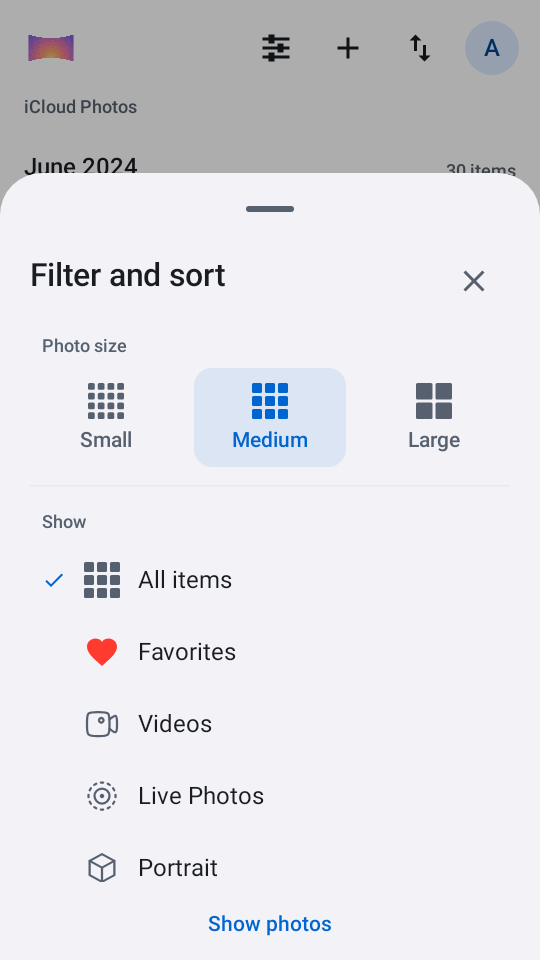 A
iCloud Photos
June 2024
30 items
Filter and sort
Photo size
Small
Medium
Large
Show
All items
Favorites
Videos
Live Photos
Portrait
Show photos